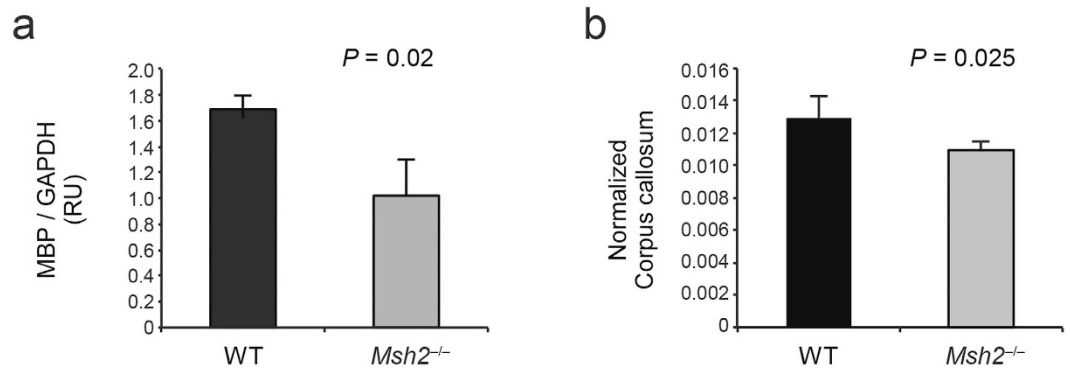 a
P = 0.02
MBP / GAPDH
(RU)
2.0
1.8
1.6
1.4
1.2
1.0
0.8
0.6
0.4
0.2
0
WT
Msh2⁻/⁻
b
P = 0.025
Normalized
Corpus callosum
0.016
0.014
0.012
0.010
0.008
0.006
0.004
0.002
0
WT
Msh2⁻/⁻